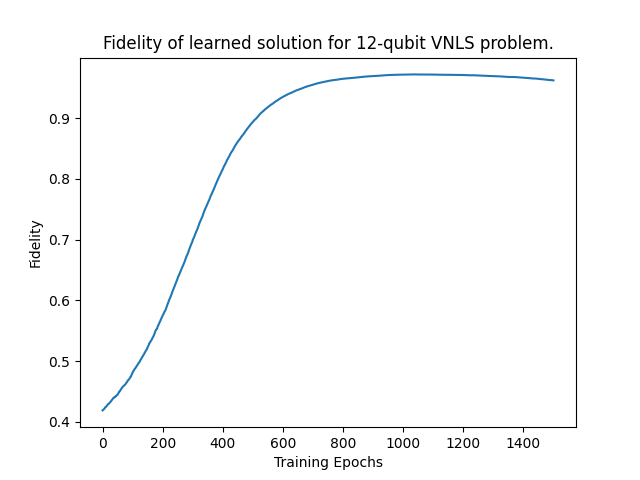 Fidelity of learned solution for 12-qubit VNLS problem.
Fidelity
0.9
0.8
0.7
0.6
0.5
0.4
0 200 400 600 800 1000 1200 1400
Training Epochs